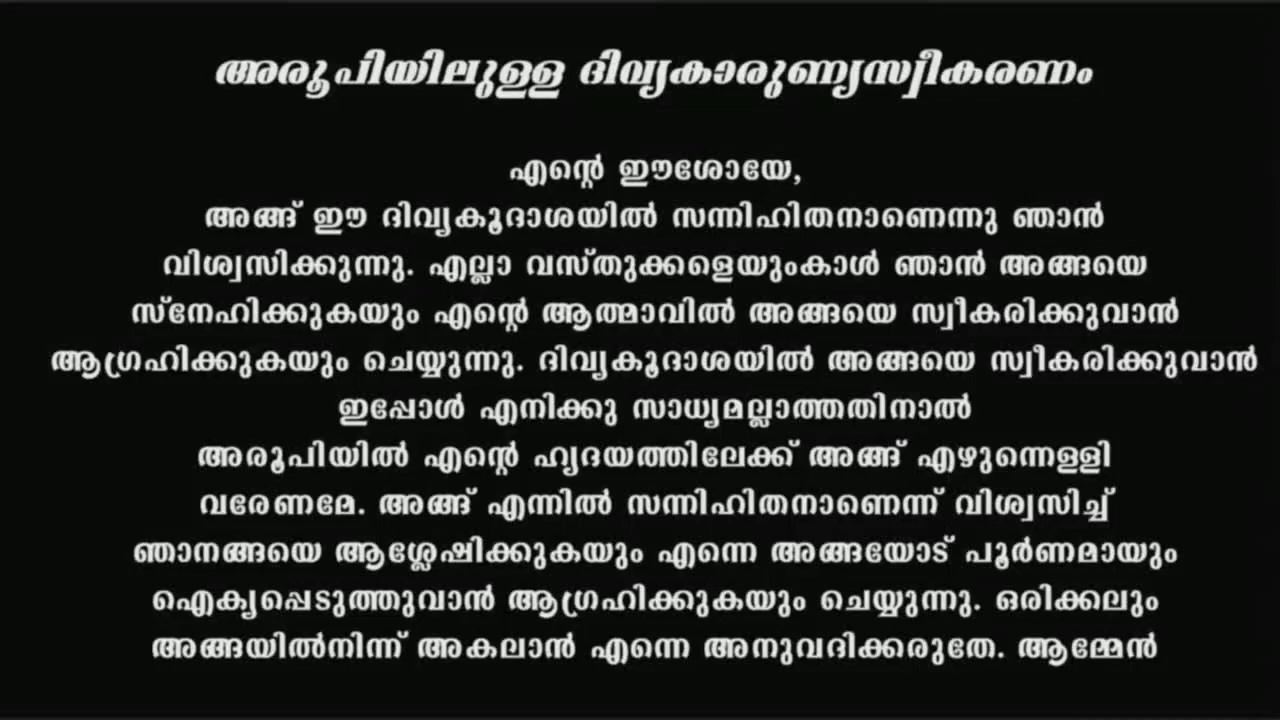 അരൂപിയിലുള്ള ദിവ്യകാരുണ്യസ്വീകരണം
എന്റെ ഈശോയേ,
അങ്ങ് ഈ ദിവ്യകൂദാശയിൽ സന്നിഹിതനാണെന്നു ഞാൻ
വിശ്വസിക്കുന്നു. എല്ലാ വസ്തുക്കളെയുംകാൾ ഞാൻ അങ്ങയെ
സ്നേഹിക്കുകയും എന്റെ ആത്മാവിൽ അങ്ങയെ സ്വീകരിക്കുവാൻ
ആഗ്രഹിക്കുകയും ചെയ്യുന്നു. ദിവ്യകൂദാശയിൽ അങ്ങയെ സ്വീകരിക്കുവാൻ
ഇപ്പോൾ എനിക്കു സാധ്യമല്ലാത്തതിനാൽ
അരൂപിയിൽ എന്റെ ഹൃദയത്തിലേക്ക് അങ്ങ് എഴുന്നെള്ളി
വരേണമേ. അങ്ങ് എന്നിൽ സന്നിഹിതനാണെന്ന് വിശ്വസിച്ച്
ഞാനങ്ങയെ ആശ്ലേഷിക്കുകയും എന്നെ അങ്ങയോട് പൂർണമായും
ഐക്യപ്പെടുത്തുവാൻ ആഗ്രഹിക്കുകയും ചെയ്യുന്നു. ഒരിക്കലും
അങ്ങയിൽനിന്ന് അകലാൻ എന്നെ അനുവദിക്കരുതേ. ആമ്മേൻ